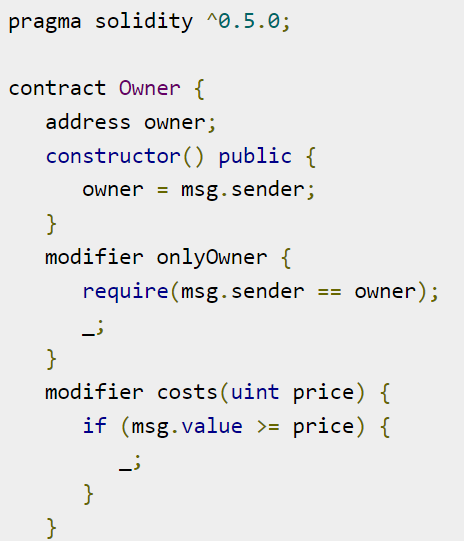 pragma solidity ^0.5.0;
contract Owner {
address owner;
constructor() public {
owner = msg.sender;
}
modifier onlyOwner {
require(msg.sender == owner);
_;
}
modifier costs(uint price) {
if (msg.value >= price) {
_;
}
}